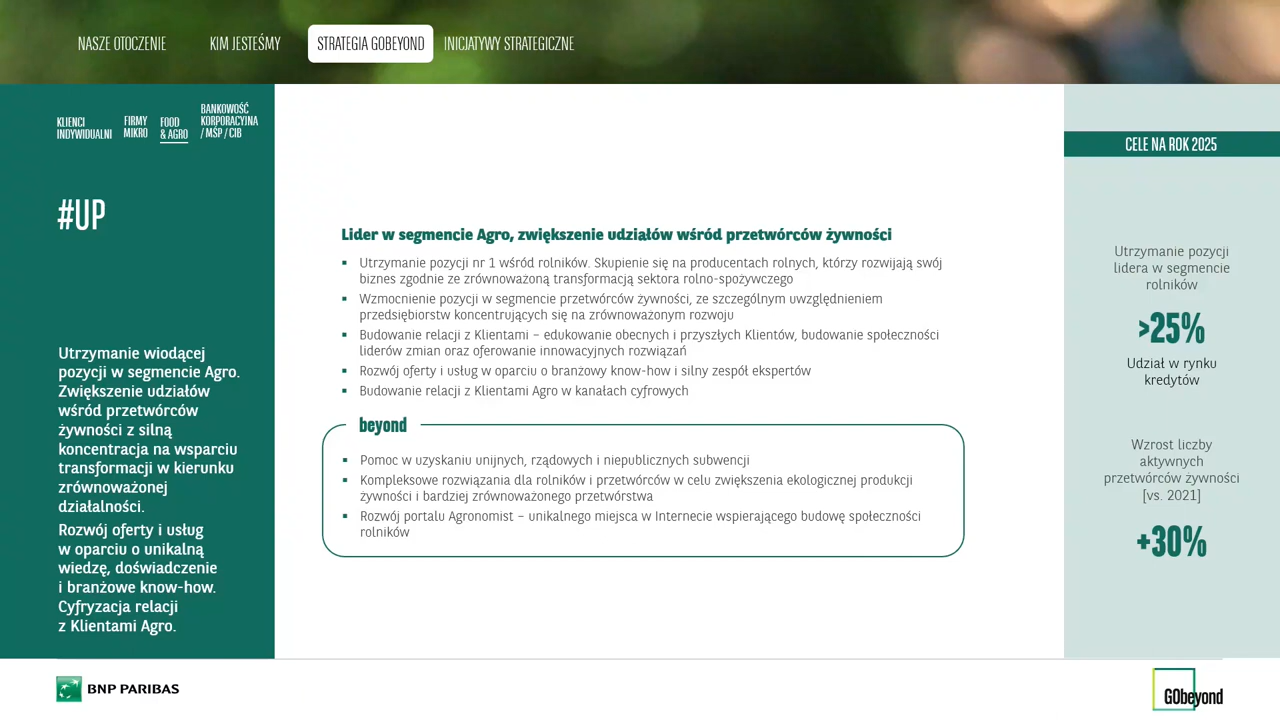 NASZE OTOCZENIE
KIM JESTEŚMY
STRATEGIA GOBEYOND
INICJATYWY STRATEGICZNE
KLIENCI
INDYWIDUALNI
FIRMY
MIKRO
FOOD
& AGRO
BANKOWOŚĆ
KORPORACYJNA
/ MŚP / CIB
#UP
Utrzymanie wiodącej
pozycji w segmencie Agro.
Zwiększenie udziałów
wśród przetwórców
żywności z silną
koncentracja na wsparciu
transformacji w kierunku
zrównoważonej
działalności.
Rozwój oferty i usług
w oparciu o unikalną
wiedzę, doświadczenie
i branżowe know-how.
Cyfryzacja relacji
z Klientami Agro.
Lider w segmencie Agro, zwiększenie udziałów wśród przetwórców żywności
▪ Utrzymanie pozycji nr 1 wśród rolników. Skupienie się na producentach rolnych, którzy rozwijają swój
biznes zgodnie ze zrównoważoną transformacją sektora rolno-spożywczego
▪ Wzmocnienie pozycji w segmencie przetwórców żywności, ze szczególnym uwzględnieniem
przedsiębiorstw koncentrujących się na zrównoważonym rozwoju
▪ Budowanie relacji z Klientami – edukowanie obecnych i przyszłych Klientów, budowanie społeczności
liderów zmian oraz oferowanie innowacyjnych rozwiązań
▪ Rozwój oferty i usług w oparciu o branżowy know-how i silny zespół ekspertów
▪ Budowanie relacji z Klientami Agro w kanałach cyfrowych
beyond
▪ Pomoc w uzyskaniu unijnych, rządowych i niepublicznych subwencji
▪ Kompleksowe rozwiązania dla rolników i przetwórców w celu zwiększenia ekologicznej produkcji
żywności i bardziej zrównoważonego przetwórstwa
▪ Rozwój portalu Agronomist – unikalnego miejsca w Internecie wspierającego budowę społeczności
rolników
CELE NA ROK 2025
Utrzymanie pozycji
lidera w segmencie
rolników
>25%
Udział w rynku
kredytów
Wzrost liczby
aktywnych
przetwórców żywności
[vs. 2021]
+30%
BNP PARIBAS
GObeyond